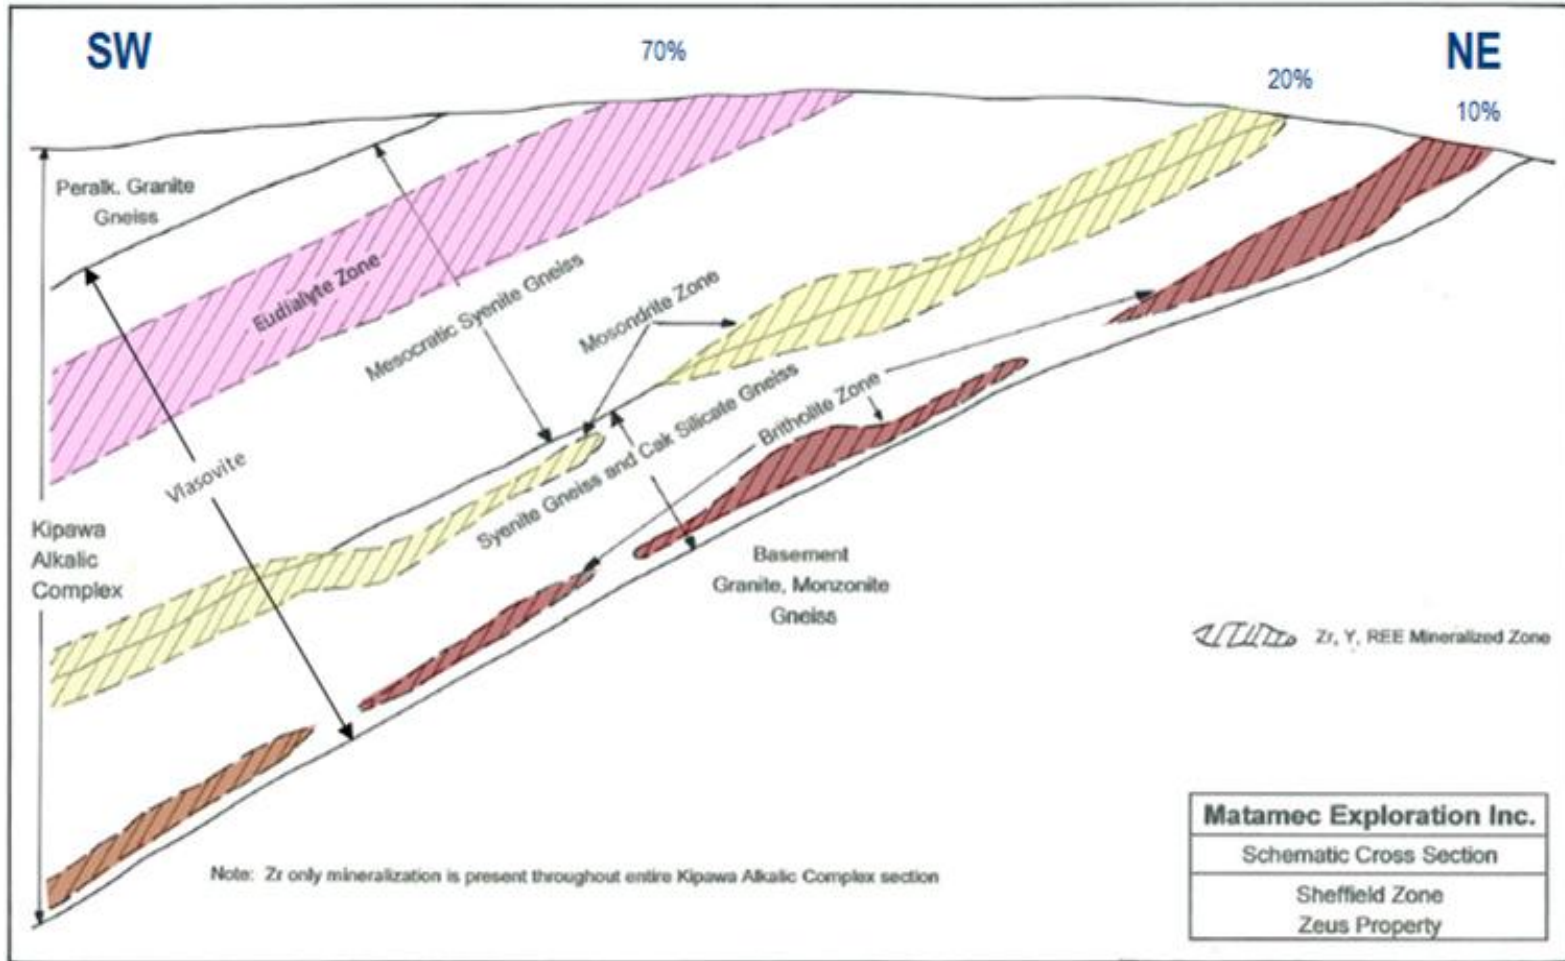 SW
70%
NE
20%
10%
Peralk. Granite
Gneiss
Eudialyte Zone
Mesocratic Syenite Gneiss
Mosondrite Zone
Britholite Zone
Syenite Gneiss and Cak Silicate Gneiss
Vlasovite
Kipawa
Alkalic
Complex
Basement
Granite, Monzonite
Gneiss
Zr, Y, REE Mineralized Zone
Note: Zr only mineralization is present throughout entire Kipawa Alkalic Complex section
Matamec Exploration Inc.
Schematic Cross Section
Sheffield Zone
Zeus Property